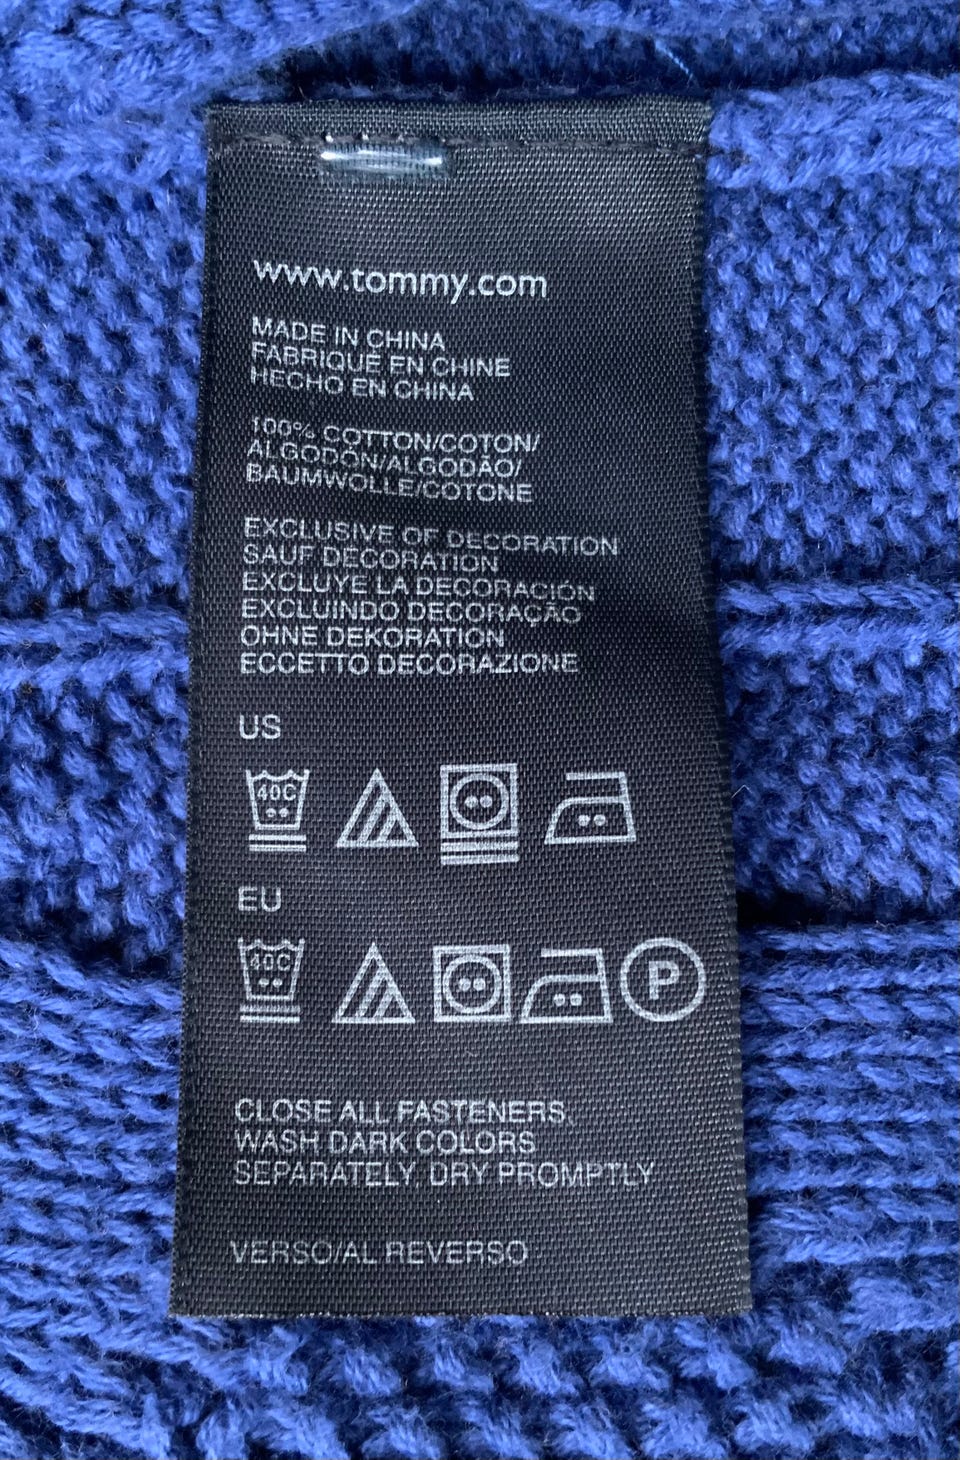 www.tommy.com
MADE IN CHINA
FABRIQUÉ EN CHINE
HECHO EN CHINA
100% COTTON/COTON/
ALGODÓN/ALGODÃO/
BAUMWOLLE/COTONE
EXCLUSIVE OF DECORATION
SAUF DECORATION
EXCLUYE LA DECORACIÓN
EXCLUINDO DECORAÇÃO
OHNE DEKORATION
ECCETTO DECORAZIONE
US
40C
EU
40C P
CLOSE ALL FASTENERS,
WASH DARK COLORS
SEPARATELY, DRY PROMPTLY
VERSO/AL REVERSO